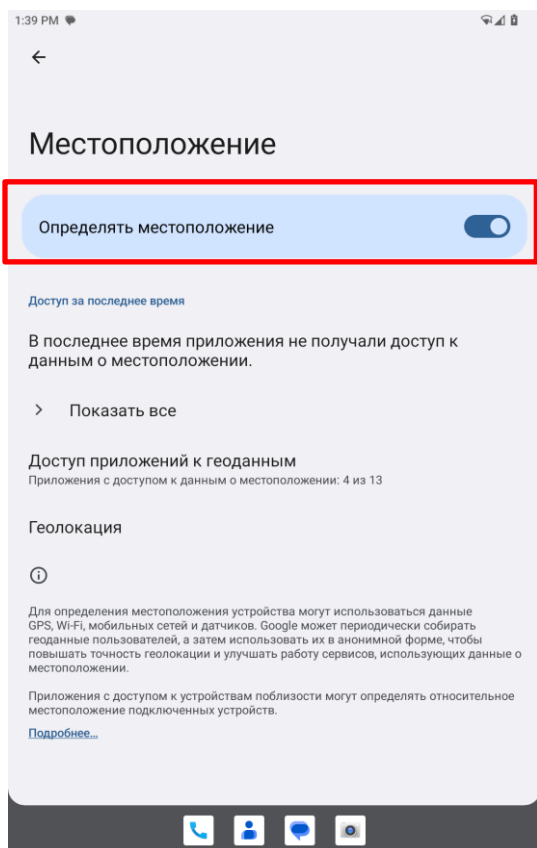 1:39 PM
Местоположение
Определять местоположение
Доступ за последнее время
В последнее время приложения не получали доступ к
данным о местоположении.
Показать все
Доступ приложений к геоданным
Приложения с доступом к данным о местоположении: 4 из 13
Геолокация
Для определения местоположения устройства могут использоваться данные
GPS, Wi-Fi, мобильных сетей и датчиков. Google может периодически собирать
геоданные пользователей, а затем использовать их в анонимной форме, чтобы
повышать точность геолокации и улучшать работу сервисов, использующих данные о
местоположении.
Приложения с доступом к устройствам поблизости могут определять относительное
местоположение подключенных устройств.
Подробнее…